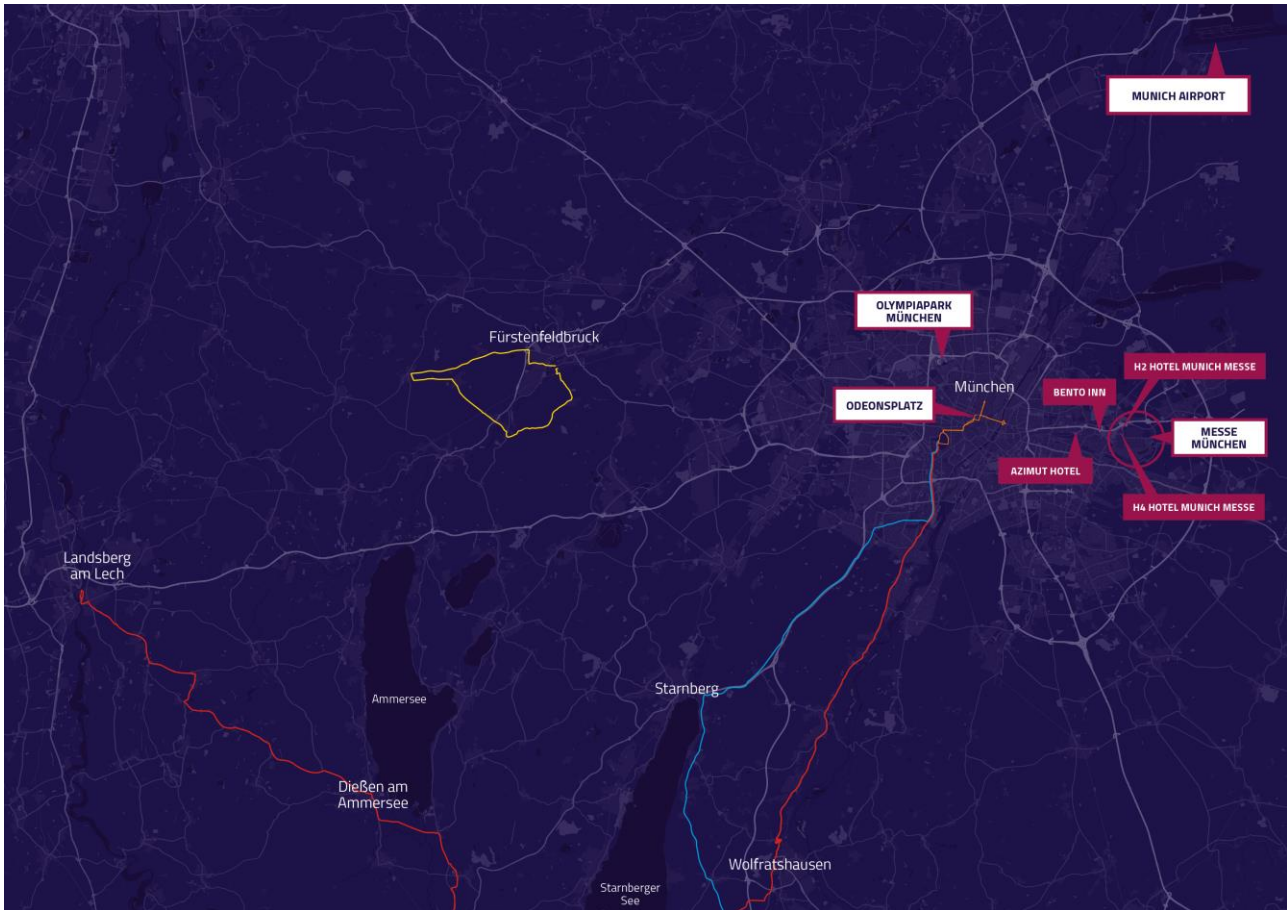 MUNICH AIRPORT
OLYMPIAPARK
MÜNCHEN
Fürstenfeldbruck
H2 HOTEL MUNICH MESSE
München
BENTO INN
ODEONSPLATZ
MESSE
MÜNCHEN
AZIMUT HOTEL
H4 HOTEL MUNICH MESSE
Landsberg
am Lech
Starnberg
Ammersee
Dießen am
Ammersee
Wolfratshausen
Starnberger
See